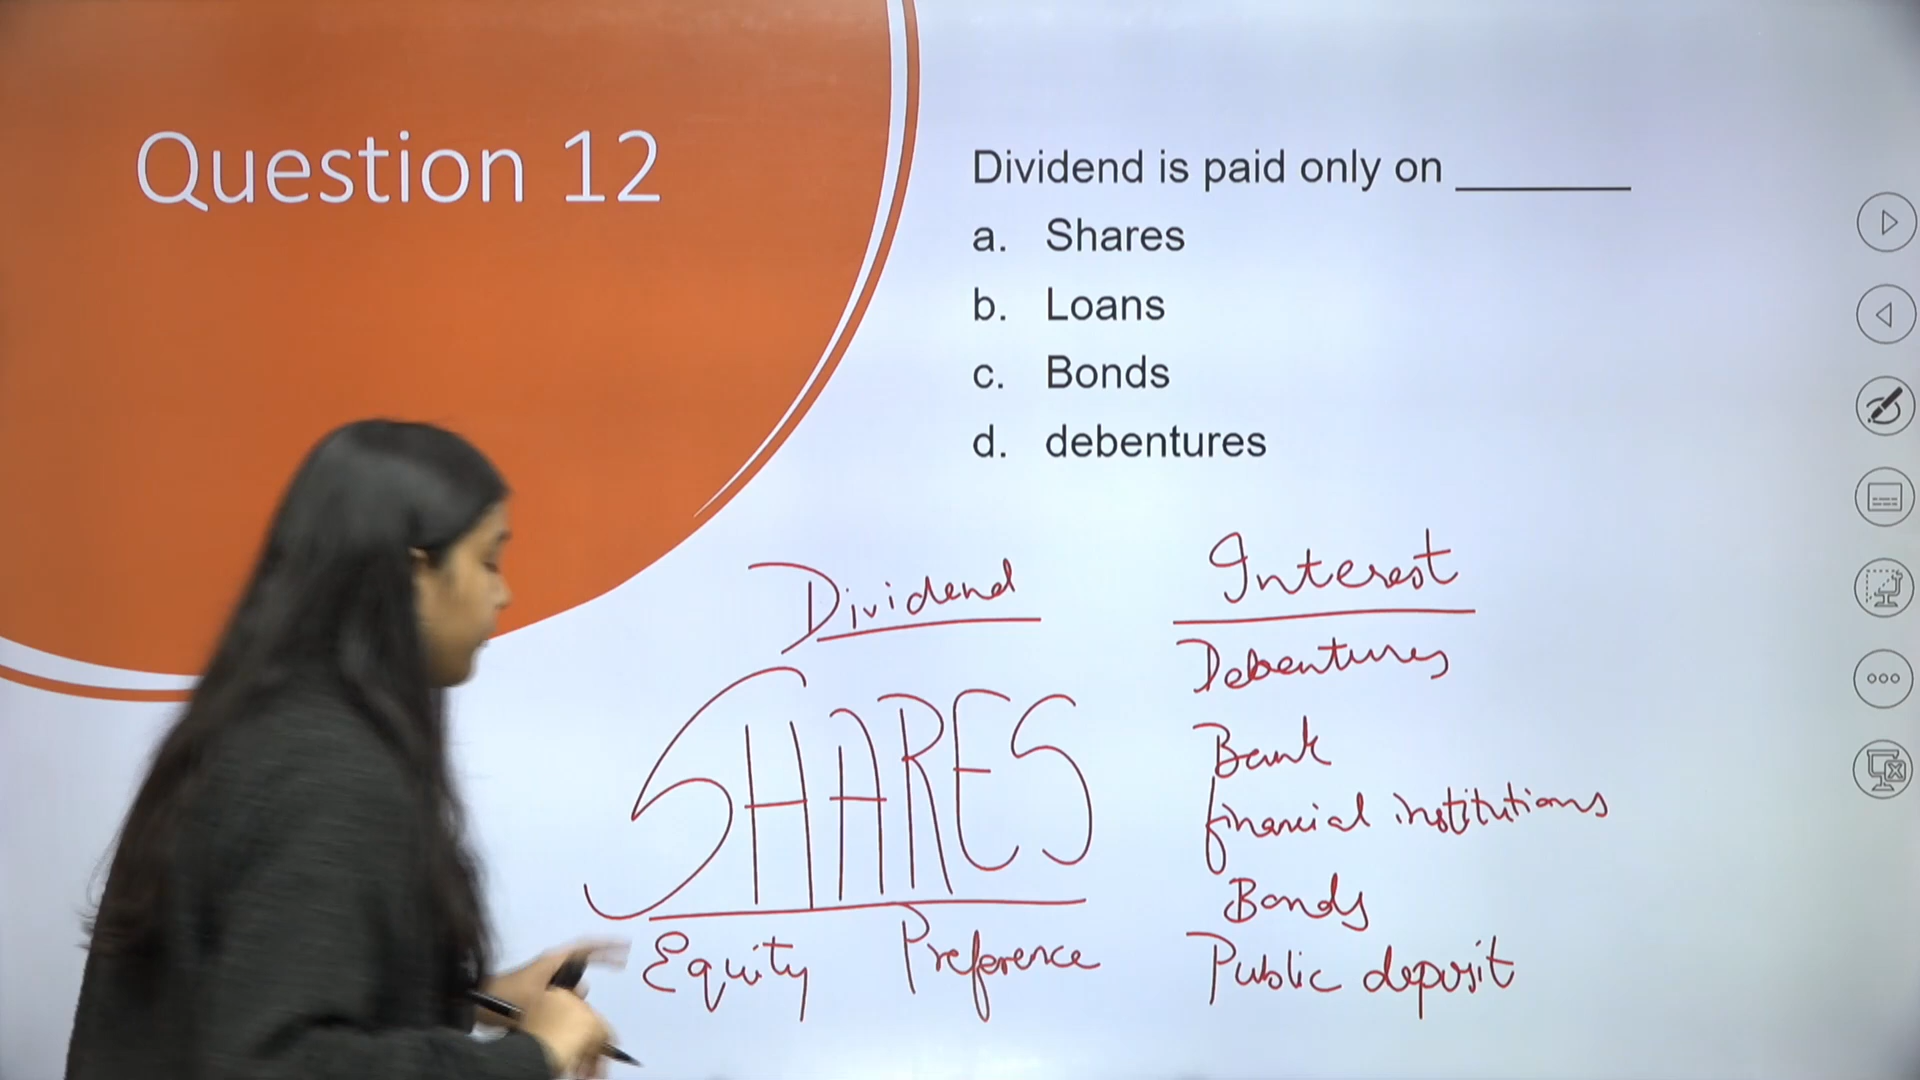 Question 12
Dividend is paid only on _______
a. Shares
b. Loans
c. Bonds
d. debentures
Dividend
SHARES
Equity Preference
Interest
Debentures
Bank
financial institutions
Bonds
Public deposit